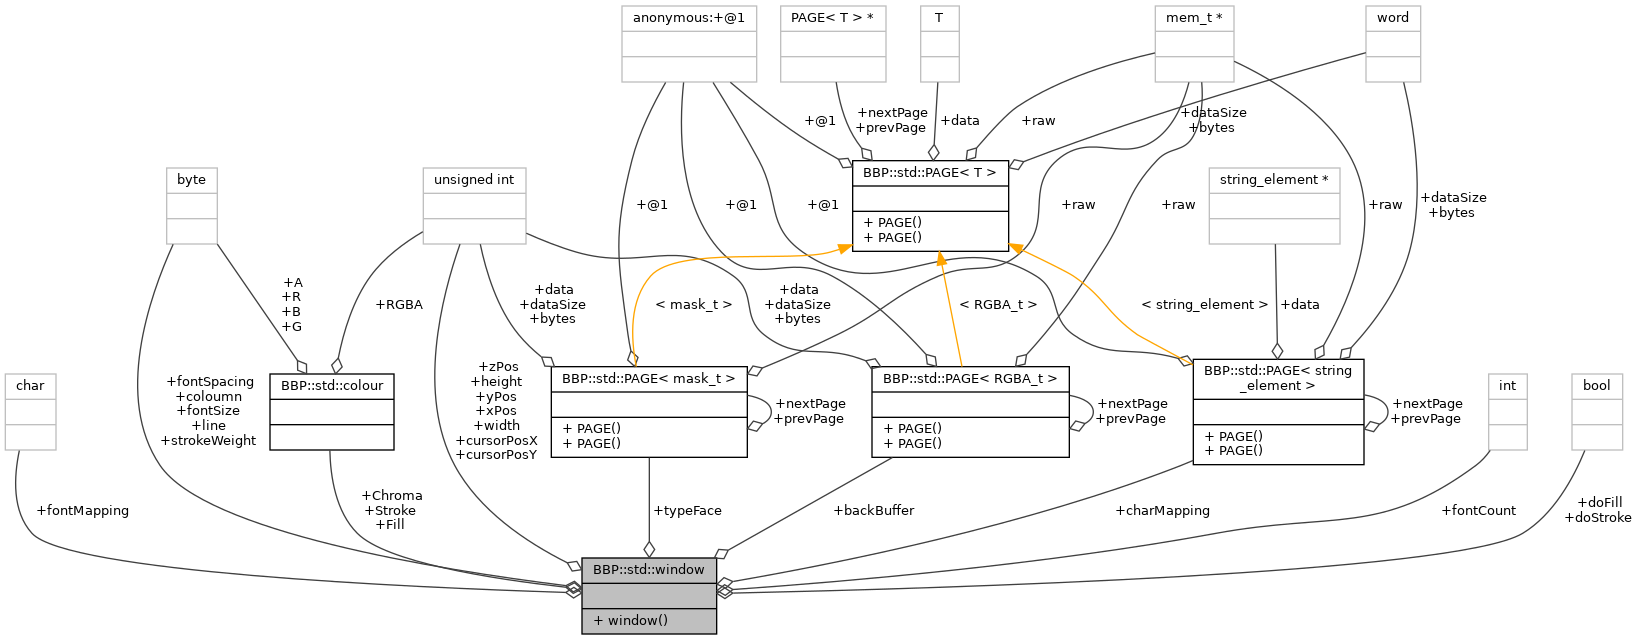 anonymous:+@1
PAGE< T > *
T
mem_t *
word
+@1
+nextPage
+prevPage
+data
+raw
+dataSize
+bytes
byte
unsigned int
BBP::std::PAGE< T >
+ PAGE()
+ PAGE()
string_element *
+@1
+@1
+@1
+raw
+raw
+raw
+dataSize
+bytes
+A
+R
+B
+G
+RGBA
+data
+dataSize
+bytes
< mask_t >
+data
+dataSize
+bytes
< RGBA_t >
< string_element >
+data
char
+fontSpacing
+coloumn
+fontSize
+line
+strokeWeight
BBP::std::colour
+zPos
+height
+yPos
+xPos
+width
+cursorPosX
+cursorPosY
BBP::std::PAGE< mask_t >
+ PAGE()
+ PAGE()
+nextPage
+prevPage
BBP::std::PAGE< RGBA_t >
+ PAGE()
+ PAGE()
+nextPage
+prevPage
BBP::std::PAGE< string
_element >
+ PAGE()
+ PAGE()
+nextPage
+prevPage
int
bool
+fontMapping
+Chroma
+Stroke
+Fill
+typeFace
+backBuffer
+charMapping
+fontCount
+doFill
+doStroke
BBP::std::window
+ window()